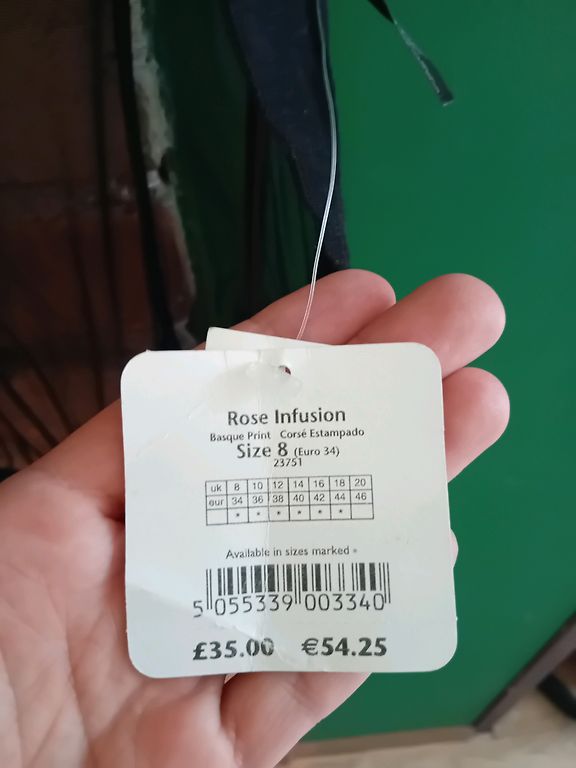 Rose Infusion
Basque Print Corsé Estampado
Size 8 (Euro 34)
23751
uk 8 10 12 14 16 18 20
eur 34 36 38 40 42 44 46
* * * * * *
Available in sizes marked *
5 055339 003340
£35.00 €54.25